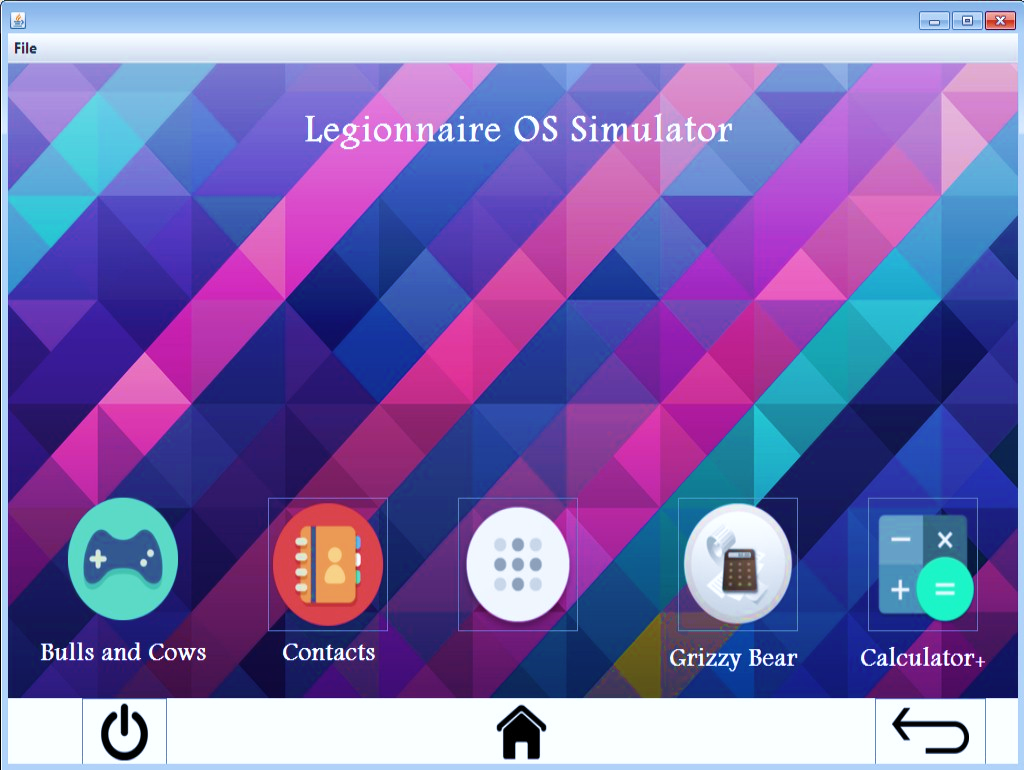 File
Legionnaire OS Simulator
Bulls and Cows
Contacts
Grizzy Bear
Calculator+